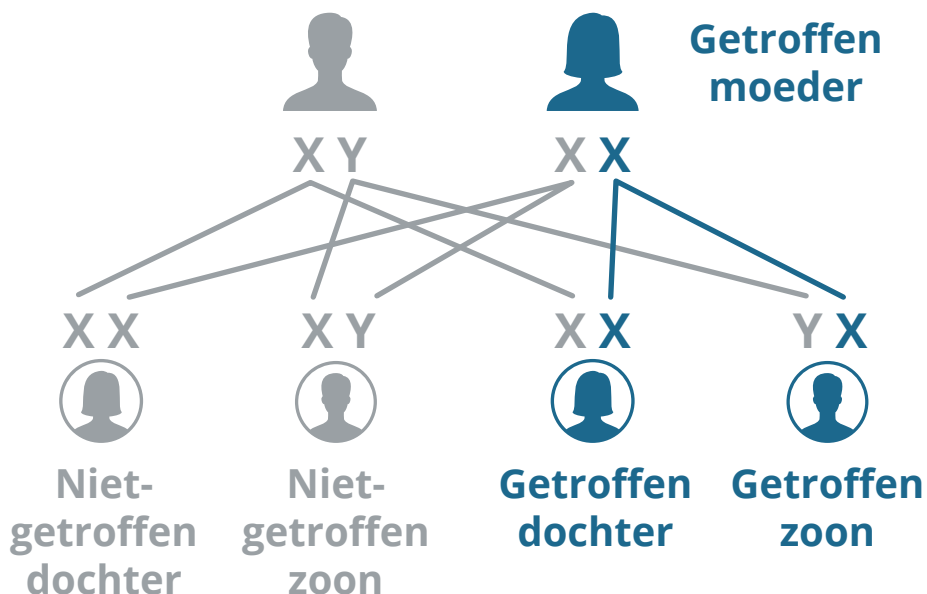 Getroffen
moeder
X Y
X X
X X
X Y
X X
Y X
Niet-
getroffen
dochter
Niet-
getroffen
zoon
Getroffen
dochter
Getroffen
zoon